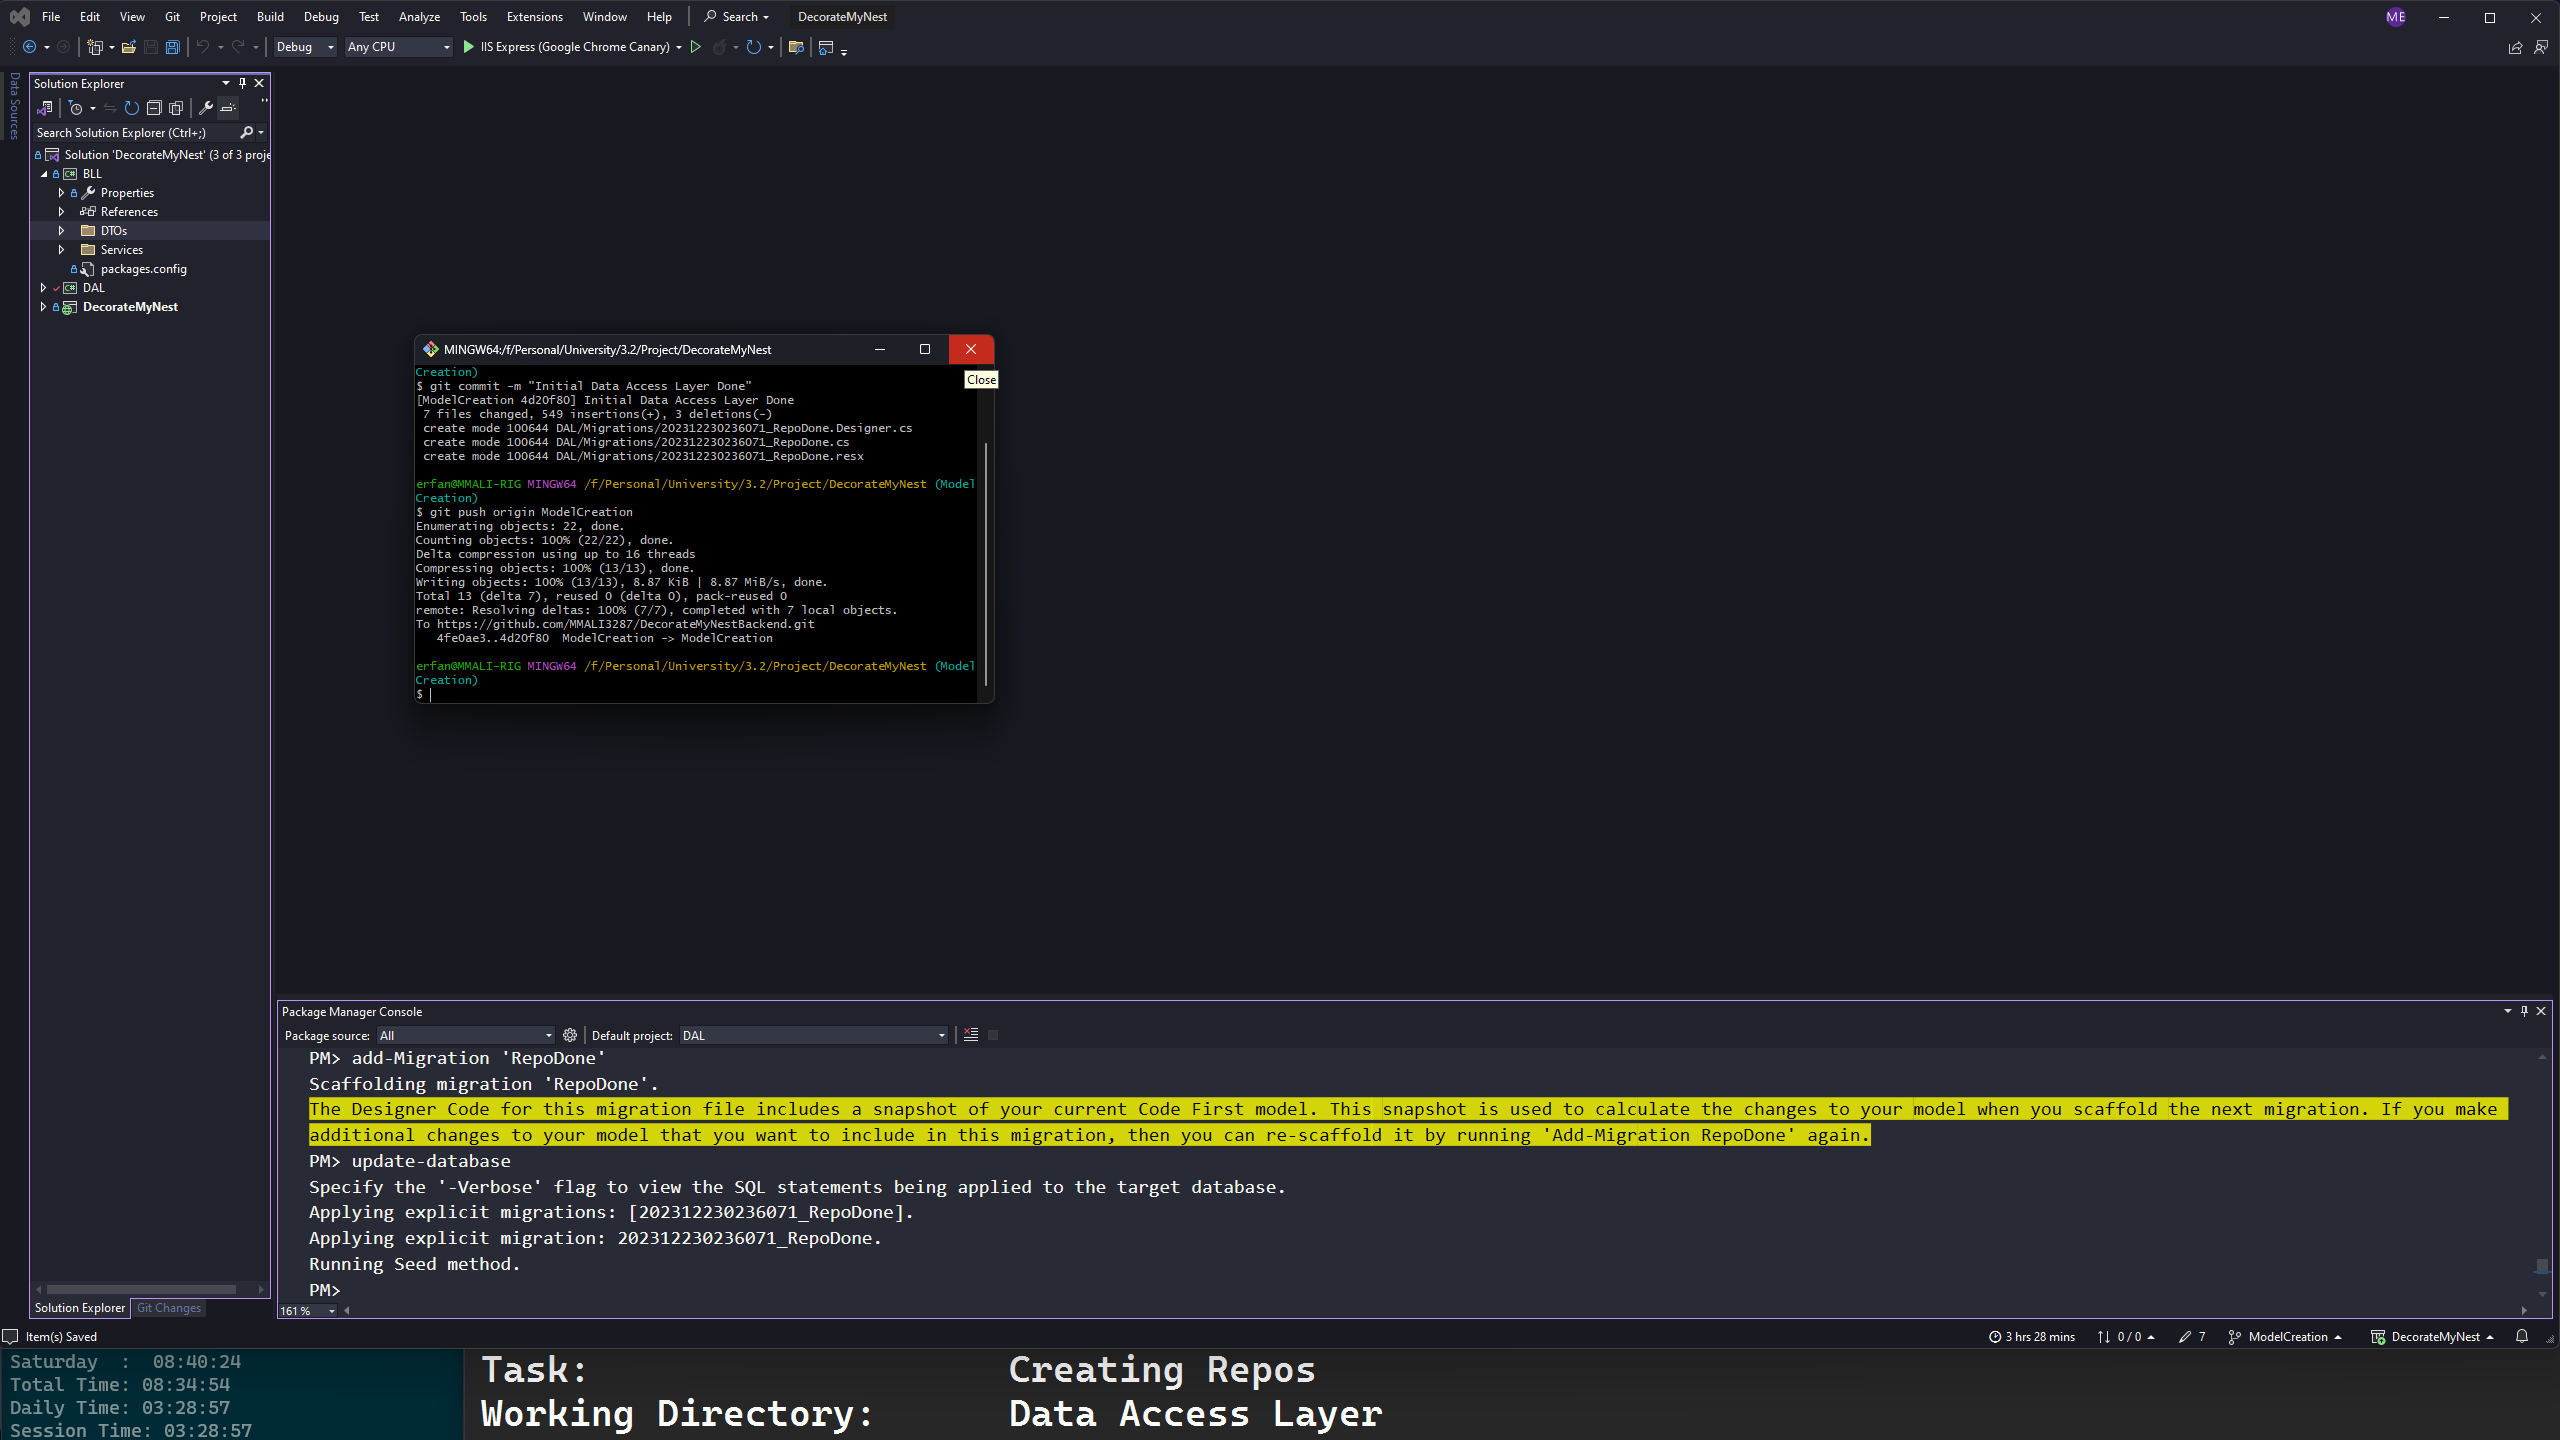 File Edit View Git Project Build Debug Test Analyze Tools Extensions Window Help Search DecorateMyNest ME
Debug Any CPU IIS Express (Google Chrome Canary)
Data Sources
Solution Explorer
Search Solution Explorer (Ctrl+;)
Solution 'DecorateMyNest' (3 of 3 proje
BLL
Properties
References
DTOs
Services
packages.config
DAL
DecorateMyNest
MINGW64:/f/Personal/University/3.2/Project/DecorateMyNest
Close
Creation)
$ git commit -m "Initial Data Access Layer Done"
[ModelCreation 4d20f80] Initial Data Access Layer Done
7 files changed, 549 insertions(+), 3 deletions(-)
create mode 100644 DAL/Migrations/202312230236071_RepoDone.Designer.cs
create mode 100644 DAL/Migrations/202312230236071_RepoDone.cs
create mode 100644 DAL/Migrations/202312230236071_RepoDone.resx
erfan@MMALI-RIG MINGW64 /f/Personal/University/3.2/Project/DecorateMyNest (Model
Creation)
$ git push origin ModelCreation
Enumerating objects: 22, done.
Counting objects: 100% (22/22), done.
Delta compression using up to 16 threads
Compressing objects: 100% (13/13), done.
Writing objects: 100% (13/13), 8.87 KiB | 8.87 MiB/s, done.
Total 13 (delta 7), reused 0 (delta 0), pack-reused 0
remote: Resolving deltas: 100% (7/7), completed with 7 local objects.
To https://github.com/MMALI3287/DecorateMyNestBackend.git
4fe0ae3..4d20f80  ModelCreation -> ModelCreation
erfan@MMALI-RIG MINGW64 /f/Personal/University/3.2/Project/DecorateMyNest (Model
Creation)
$
Package Manager Console
Package source: All Default project: DAL
PM> add-Migration 'RepoDone'
Scaffolding migration 'RepoDone'.
The Designer Code for this migration file includes a snapshot of your current Code First model. This snapshot is used to calculate the changes to your model when you scaffold the next migration. If you make
additional changes to your model that you want to include in this migration, then you can re-scaffold it by running 'Add-Migration RepoDone' again.
PM> update-database
Specify the '-Verbose' flag to view the SQL statements being applied to the target database.
Applying explicit migrations: [202312230236071_RepoDone].
Applying explicit migration: 202312230236071_RepoDone.
Running Seed method.
PM>
161 %
Solution Explorer Git Changes
Item(s) Saved 3 hrs 28 mins 0 / 0 7 ModelCreation DecorateMyNest
Saturday  :  08:40:24
Total Time: 08:34:54
Daily Time: 03:28:57
Session Time: 03:28:57
Task: Creating Repos
Working Directory: Data Access Layer